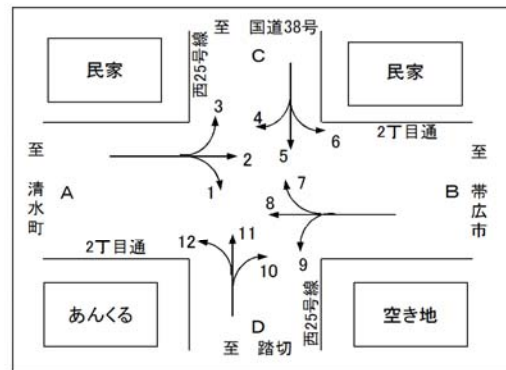 至 国道38号
C
西25号線
民家
民家
3
4
5
6
2丁目通
至 清水町
A
2
1
7
8
9
B
至 帯広市
2丁目通
12
11
10
西25号線
あんくる
D
空き地
至 踏切